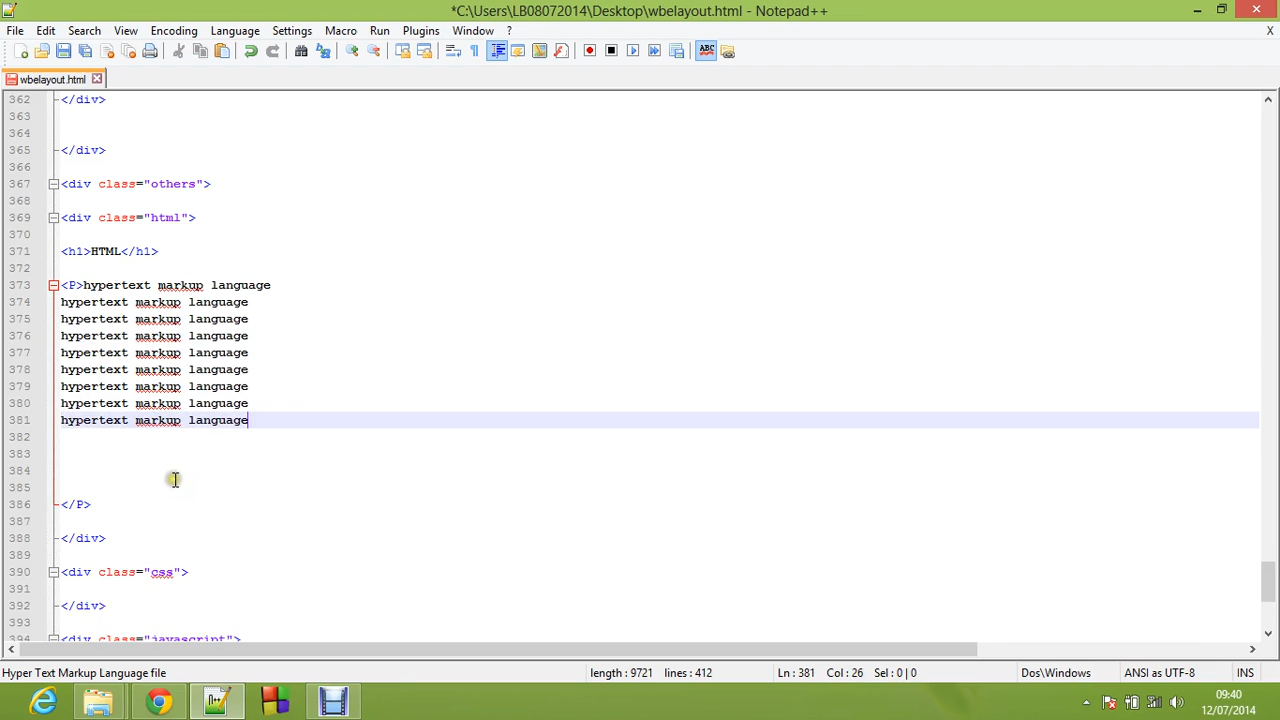 *C:\Users\LB08072014\Desktop\wbelayout.html - Notepad++
File Edit Search View Encoding Language Settings Macro Run Plugins Window ? X
wbelayout.html
362 </div>
363
364
365 </div>
366
367 <div class="others">
368
369 <div class="html">
370
371 <h1>HTML</h1>
372
373 <P>hypertext markup language
374 hypertext markup language
375 hypertext markup language
376 hypertext markup language
377 hypertext markup language
378 hypertext markup language
379 hypertext markup language
380 hypertext markup language
381 hypertext markup language
382
383
384
385
386 </P>
387
388 </div>
389
390 <div class="css">
391
392 </div>
393
394 <div class="javascript">
Hyper Text Markup Language file length : 9721 lines : 412 Ln : 381 Col : 26 Sel : 0 | 0 Dos\Windows ANSI as UTF-8 INS
09:40
12/07/2014